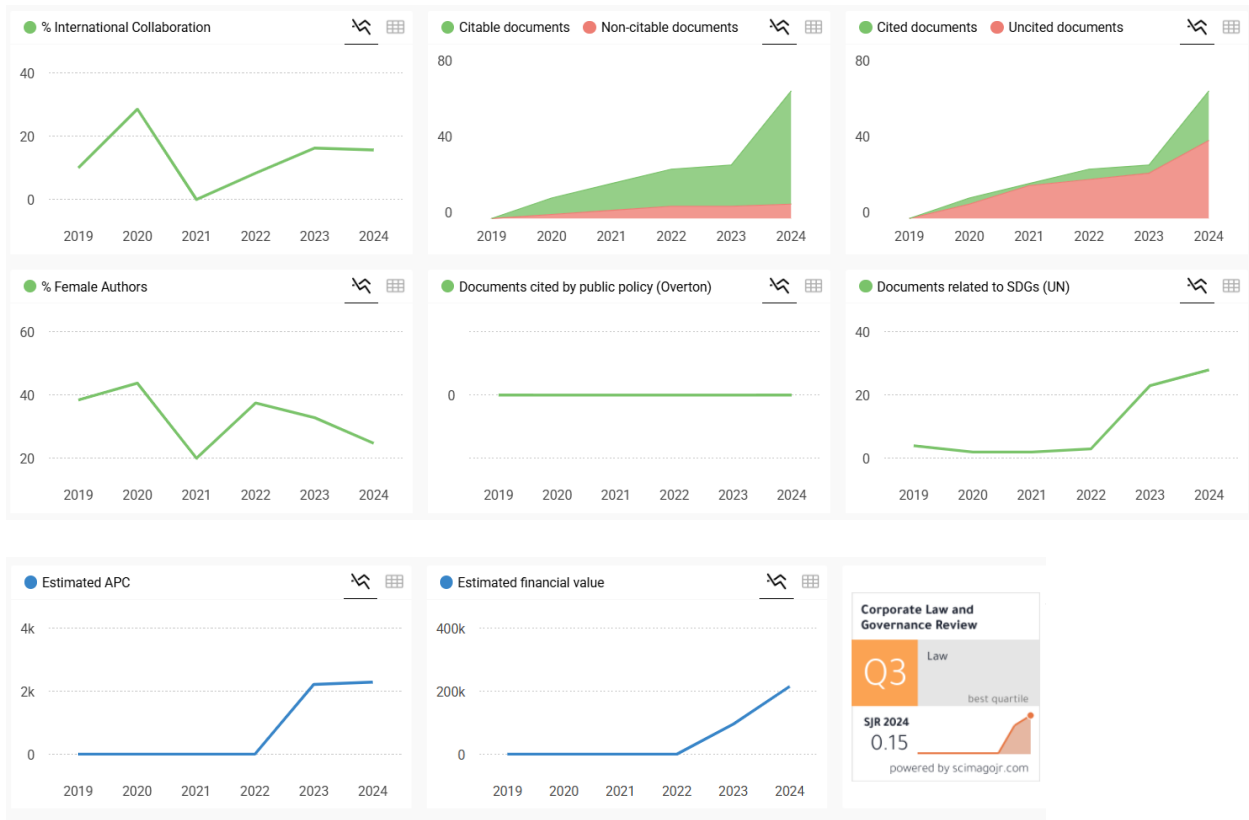 % International Collaboration
40
20
0
2019 2020 2021 2022 2023 2024
Citable documents Non-citable documents
80
40
0
2019 2020 2021 2022 2023 2024
Cited documents Uncited documents
80
40
0
2019 2020 2021 2022 2023 2024
% Female Authors
60
40
20
2019 2020 2021 2022 2023 2024
Documents cited by public policy (Overton)
0
2019 2020 2021 2022 2023 2024
Documents related to SDGs (UN)
40
20
0
2019 2020 2021 2022 2023 2024
Estimated APC
4k
2k
0
2019 2020 2021 2022 2023 2024
Estimated financial value
400k
200k
0
2019 2020 2021 2022 2023 2024
Corporate Law and
Governance Review
Q3
Law
best quartile
SJR 2024
0.15
powered by scimagojr.com